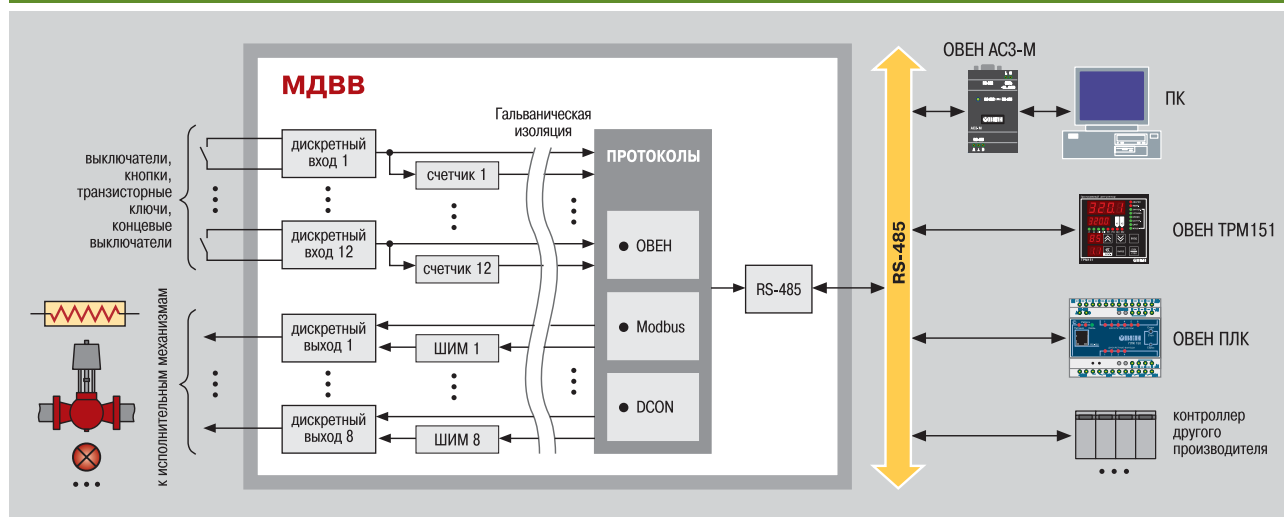 МДВВ
выключатели,
кнопки,
транзисторные
ключи,
концевые
выключатели
к исполнительным механизмам
дискретный
вход 1
счетчик 1
дискретный
вход 12
счетчик 12
дискретный
выход 1
ШИМ 1
дискретный
выход 8
ШИМ 8
Гальваническая
изоляция
ПРОТОКОЛЫ
● ОВЕН
● Modbus
● DCON
RS-485
RS-485
ОВЕН АС3-М
ПК
ОВЕН ТРМ151
ОВЕН ПЛК
контроллер
другого
производителя